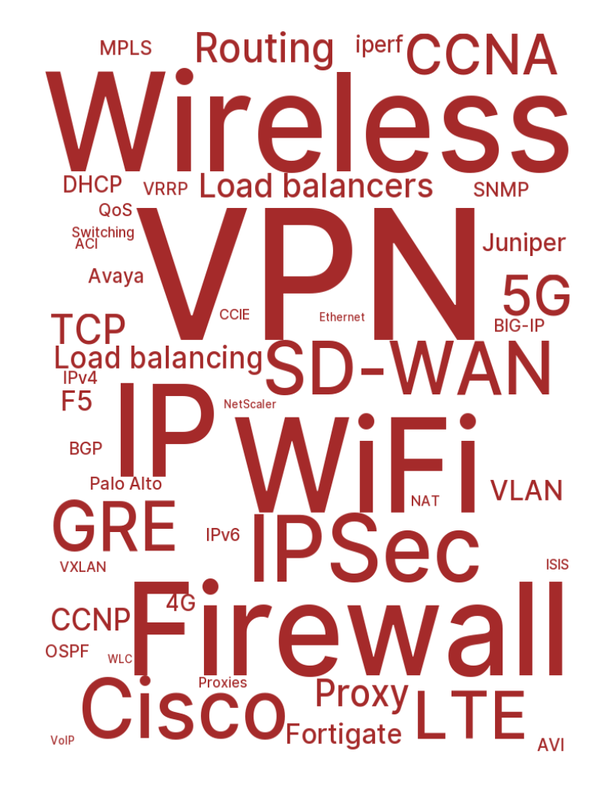 MPLS
Routing
iperf
CCNA
Wireless
DHCP
VRRP
Load balancers
SNMP
QoS
Switching
ACI
VPN
Juniper
Avaya
5G
CCIE
Ethernet
BIG-IP
TCP
Load balancing
SD-WAN
IPv4
F5
IP
NetScaler
WiFi
BGP
Palo Alto
NAT
VLAN
GRE
IPv6
IPSec
VXLAN
ISIS
4G
Firewall
CCNP
OSPF
WLC
Cisco
Proxies
Proxy
LTE
Fortigate
VoIP
AVI